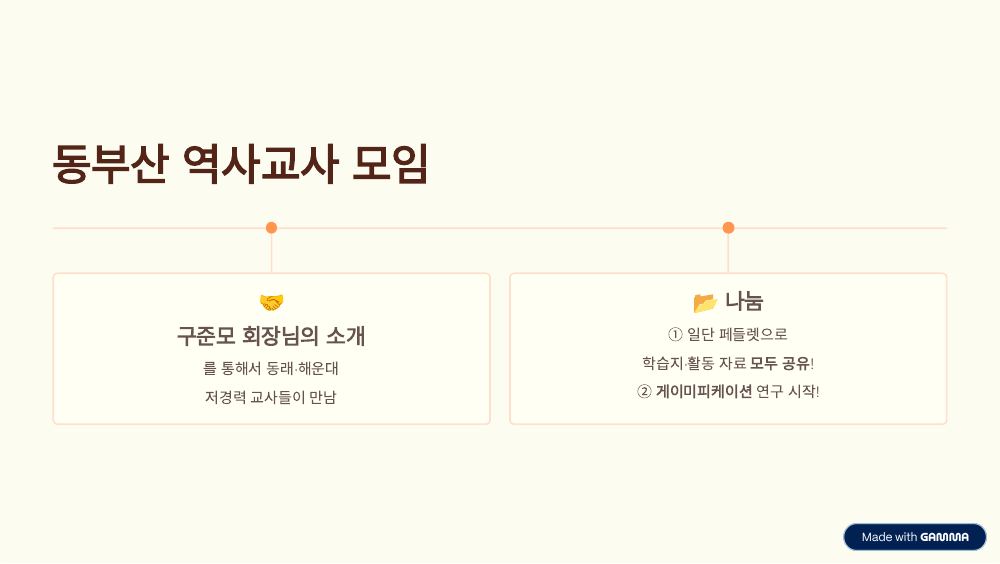 동부산 역사교사 모임
구준모 회장님의 소개
를 통해서 동래·해운대
저경력 교사들이 만남
나눔
① 일단 페들렛으로
학습지·활동 자료 모두 공유!
② 게이미피케이션 연구 시작!
Made with GAMMA